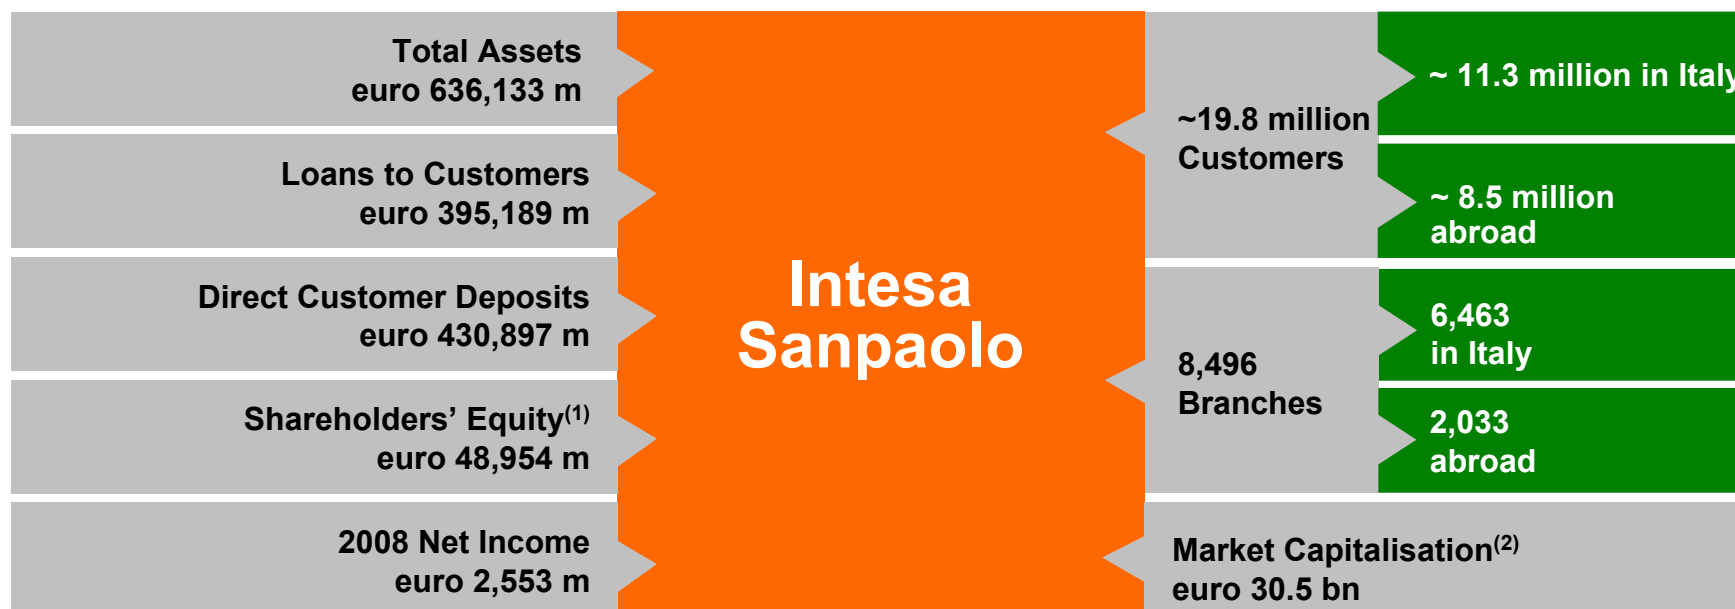 Total Assets
euro 636,133 m
Loans to Customers
euro 395,189 m
Direct Customer Deposits
euro 430,897 m
Shareholders’ Equity(1)
euro 48,954 m
2008 Net Income
euro 2,553 m
Intesa
Sanpaolo
~19.8 million
Customers
~ 11.3 million in Italy
~ 8.5 million
abroad
8,496
Branches
6,463
in Italy
2,033
abroad
Market Capitalisation(2)
euro 30.5 bn